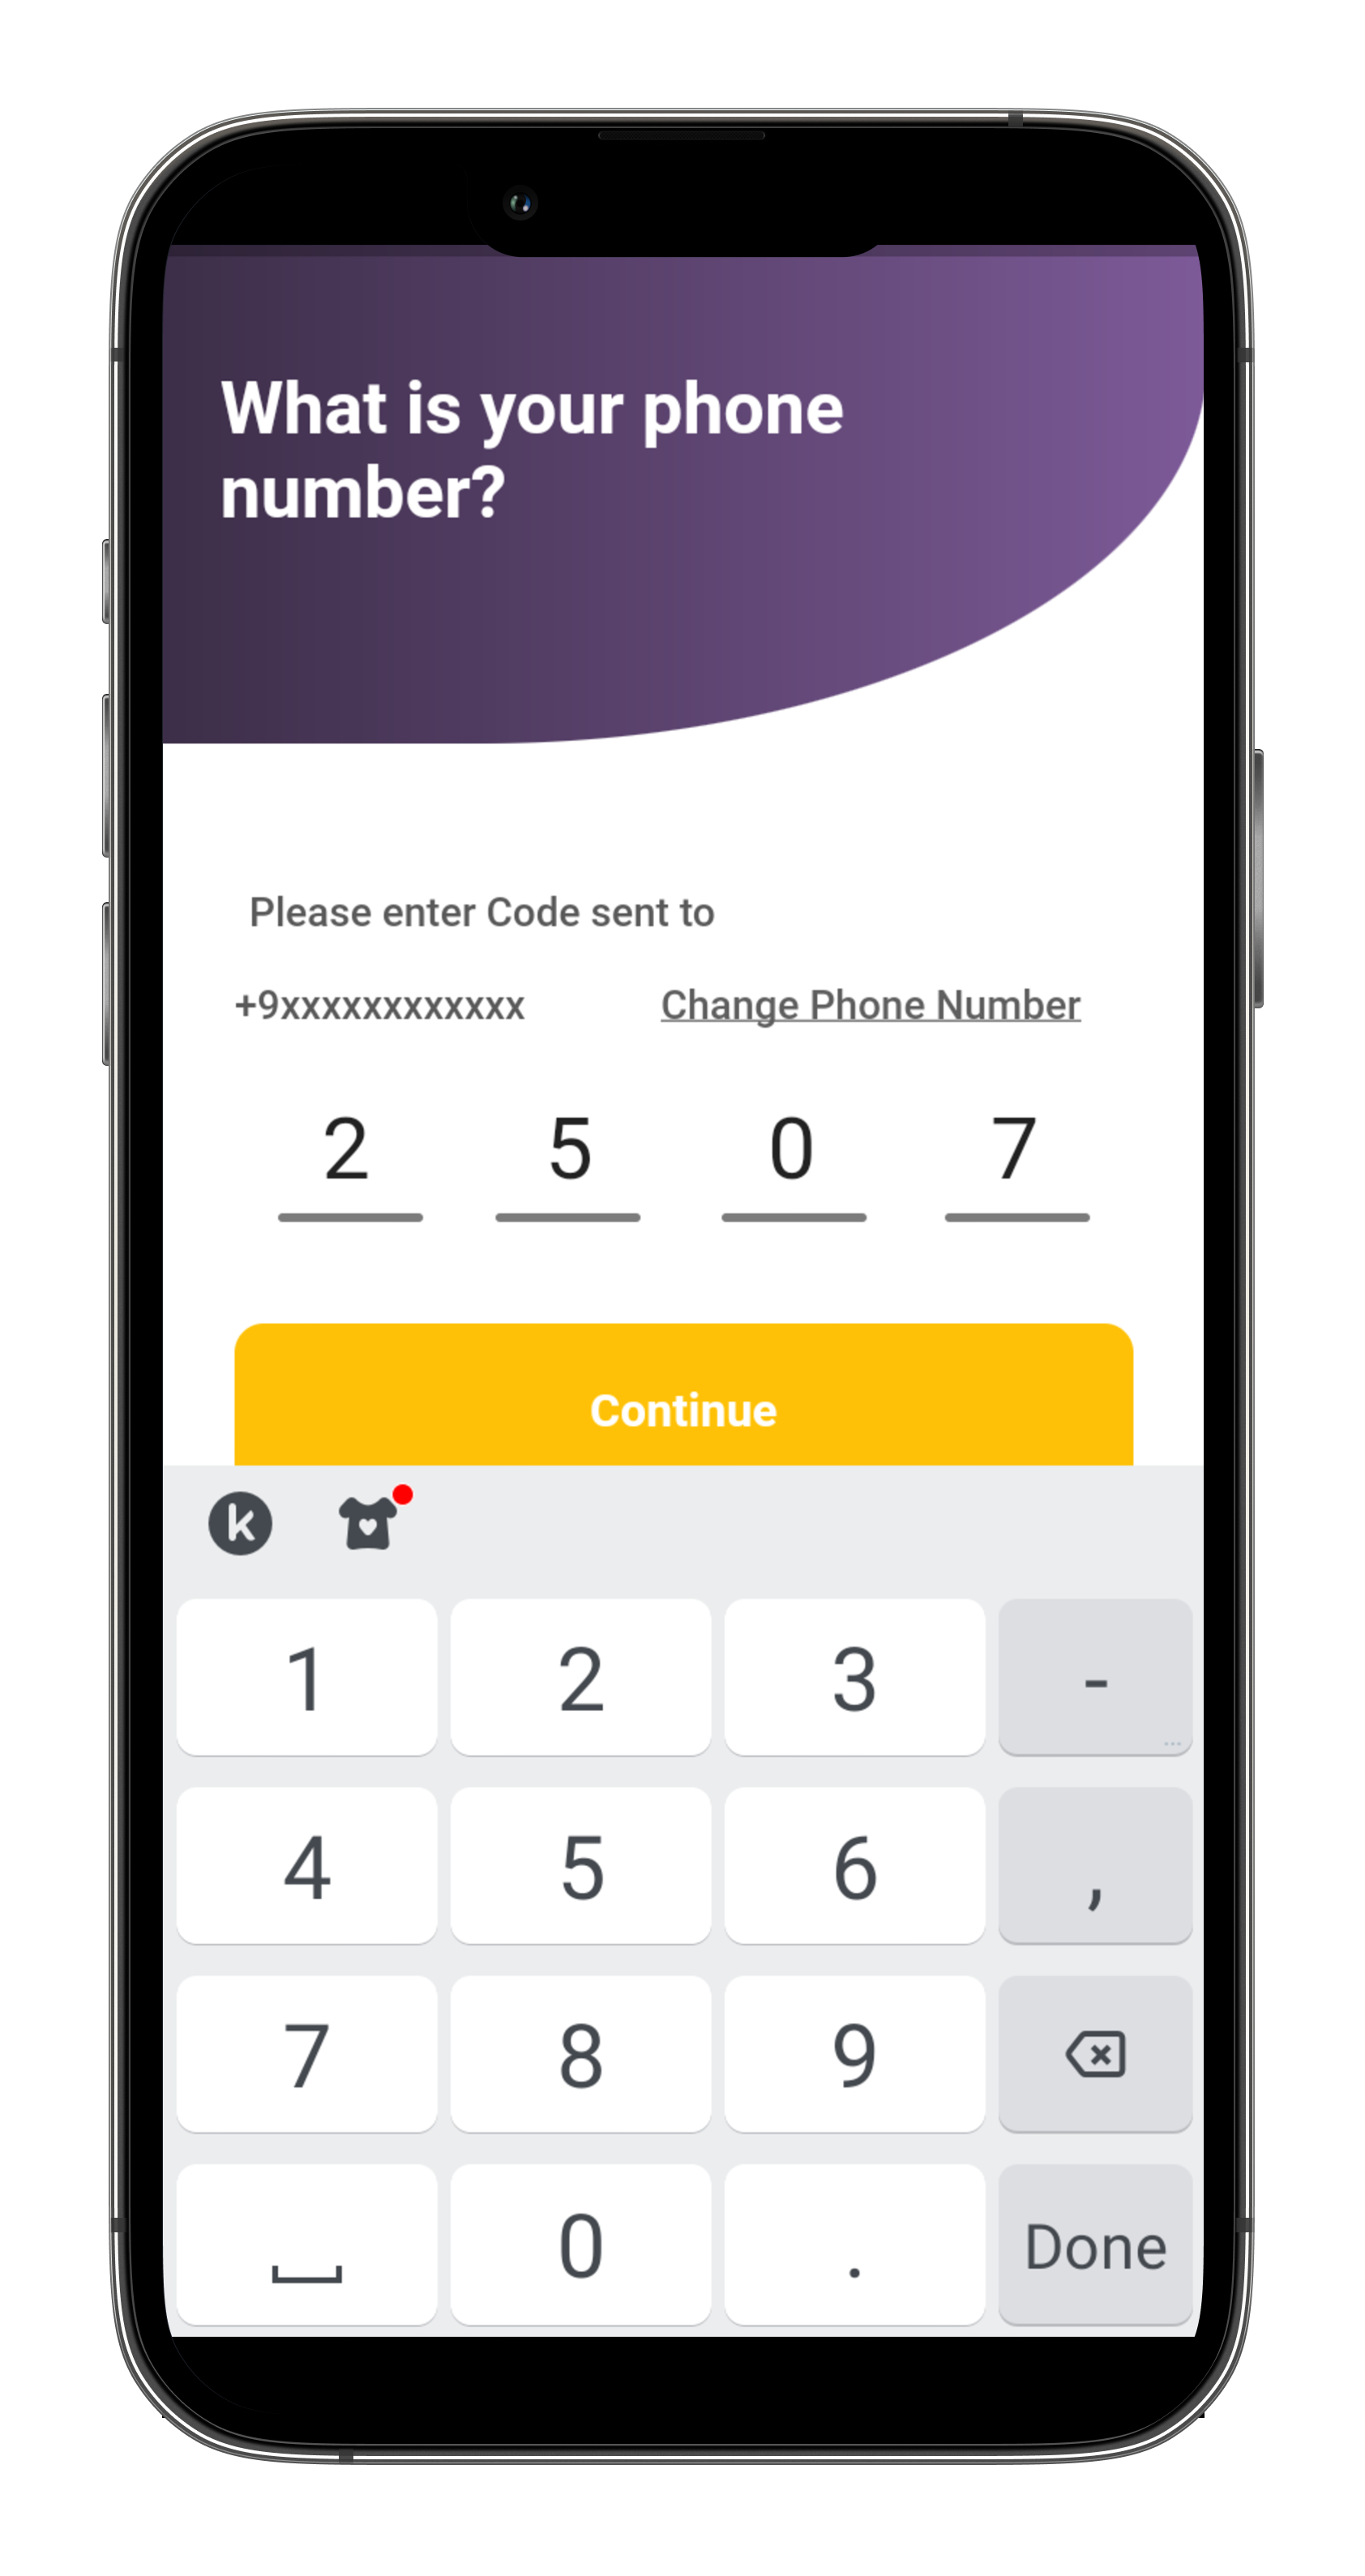 What is your phone
number?
Please enter Code sent to
+9xxxxxxxxxxxx Change Phone Number
2 5 0 7
Continue
k
1 2 3 -
...
4 5 6 ,
7 8 9
0 . Done